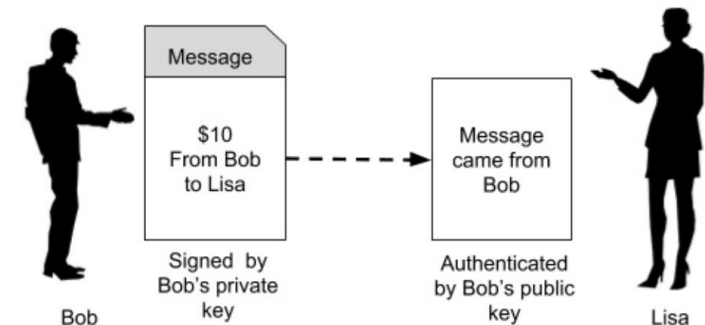 Message
$10
From Bob
to Lisa
Signed by
Bob's private
key
Bob
Message
came from
Bob
Authenticated
by Bob's public
key
Lisa